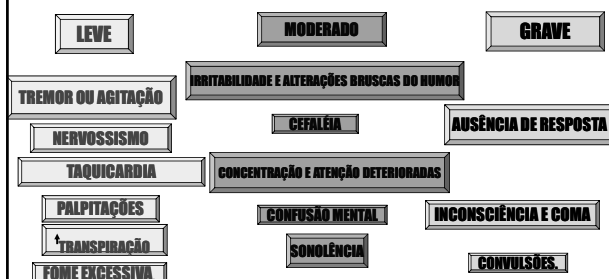 LEVE
TREMOR OU AGITAÇÃO
NERVOSSISMO
TAQUICARDIA
PALPITAÇÕES
↑TRANSPIRAÇÃO
FOME EXCESSIVA
MODERADO
IRRITABILIDADE E ALTERAÇÕES BRUSCAS DO HUMOR
CEFALÉIA
CONCENTRAÇÃO E ATENÇÃO DETERIORADAS
CONFUSÃO MENTAL
SONOLÊNCIA
GRAVE
AUSÊNCIA DE RESPOSTA
INCONSCIÊNCIA E COMA
CONVULSÕES.